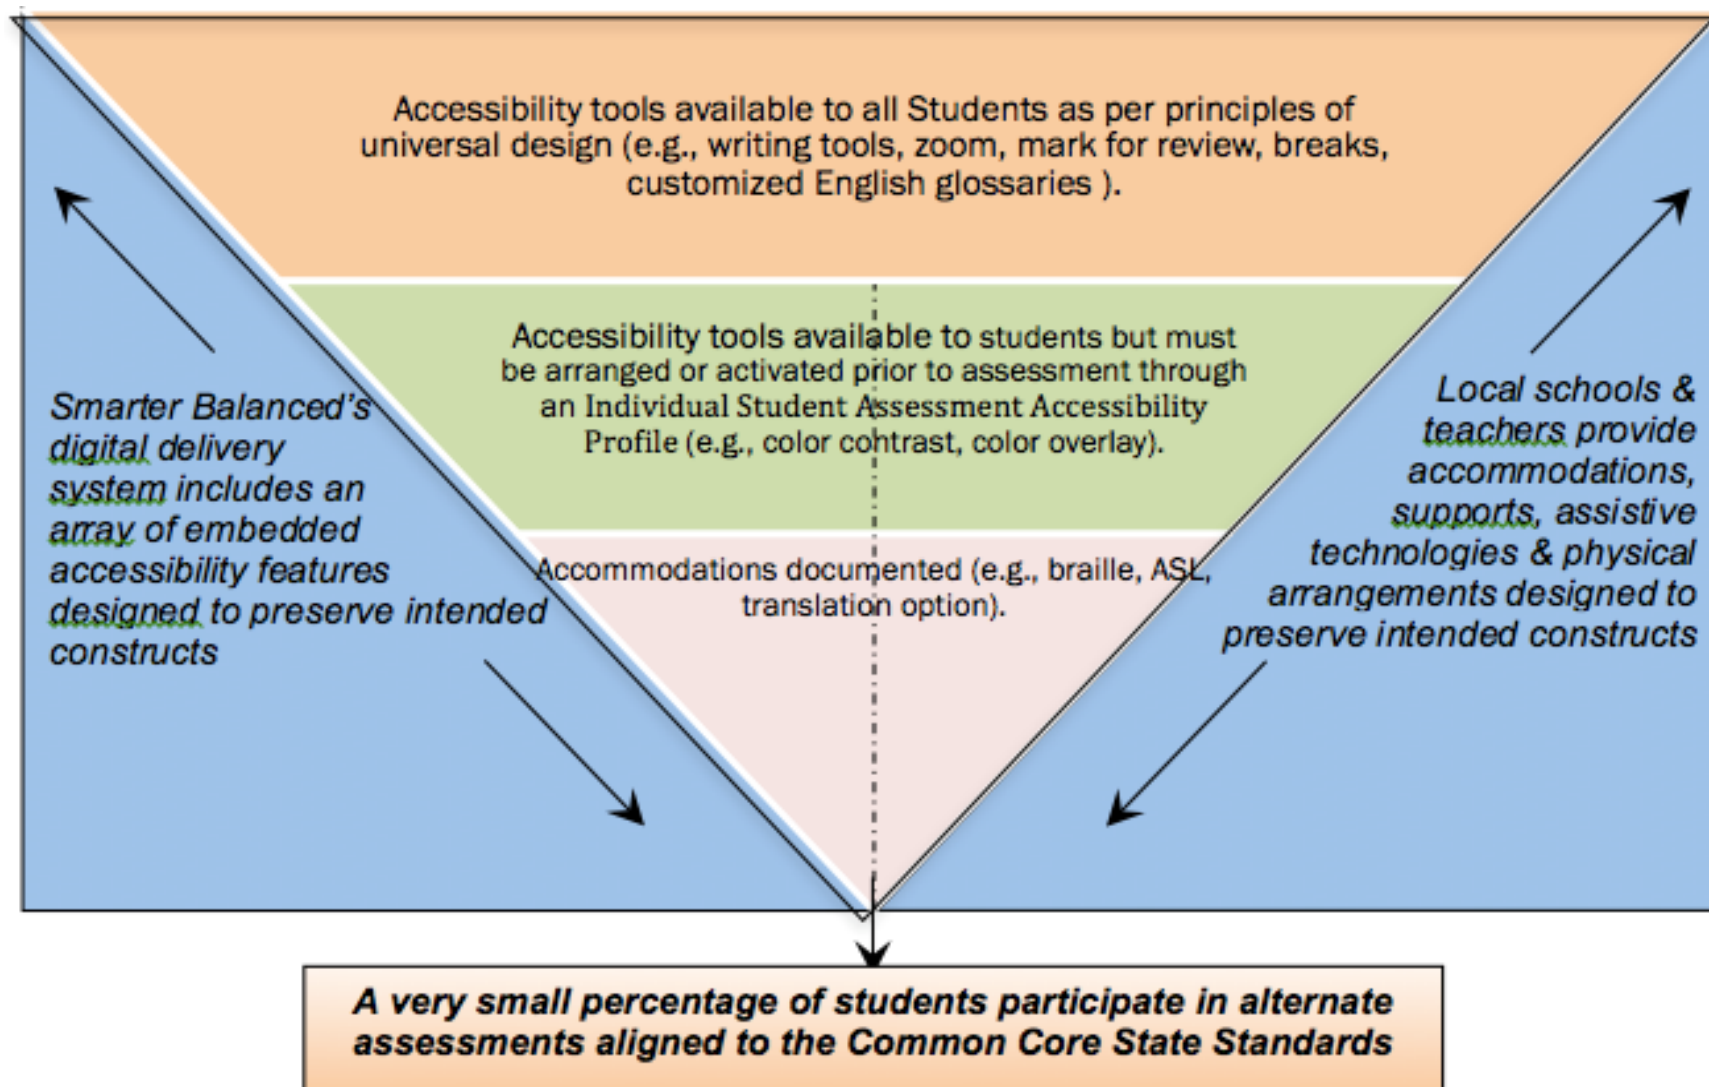 Accessibility tools available to all Students as per principles of
universal design (e.g., writing tools, zoom, mark for review, breaks,
customized English glossaries ).
Accessibility tools available to students but must
be arranged or activated prior to assessment through
an Individual Student Assessment Accessibility
Profile (e.g., color contrast, color overlay).
Smarter Balanced's
digital delivery
system includes an
array of embedded
accessibility features
designed to preserve intended
constructs
Local schools &
teachers provide
accommodations,
supports, assistive
technologies & physical
arrangements designed to
preserve intended constructs
Accommodations documented (e.g., braille, ASL,
translation option).
A very small percentage of students participate in alternate
assessments aligned to the Common Core State Standards